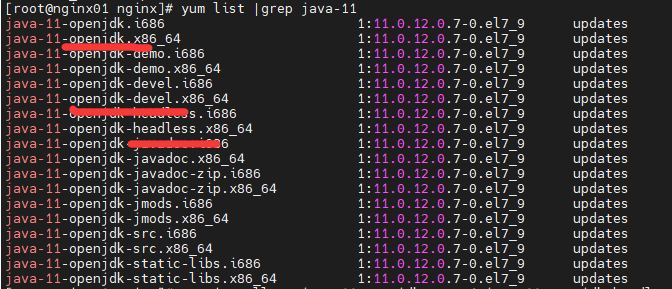 [root@nginx01 nginx]# yum list |grep java-11
java-11-openjdk.i686 1:11.0.12.0.7-0.el7_9 updates
java-11-openjdk.x86_64 1:11.0.12.0.7-0.el7_9 updates
java-11-openjdk-demo.i686 1:11.0.12.0.7-0.el7_9 updates
java-11-openjdk-demo.x86_64 1:11.0.12.0.7-0.el7_9 updates
java-11-openjdk-devel.i686 1:11.0.12.0.7-0.el7_9 updates
java-11-openjdk-devel.x86_64 1:11.0.12.0.7-0.el7_9 updates
java-11-openjdk-headless.i686 1:11.0.12.0.7-0.el7_9 updates
java-11-openjdk-headless.x86_64 1:11.0.12.0.7-0.el7_9 updates
java-11-openjdk- 1:11.0.12.0.7-0.el7_9 updates
java-11-openjdk-javadoc.x86_64 1:11.0.12.0.7-0.el7_9 updates
java-11-openjdk-javadoc-zip.i686 1:11.0.12.0.7-0.el7_9 updates
java-11-openjdk-javadoc-zip.x86_64 1:11.0.12.0.7-0.el7_9 updates
java-11-openjdk-jmods.i686 1:11.0.12.0.7-0.el7_9 updates
java-11-openjdk-jmods.x86_64 1:11.0.12.0.7-0.el7_9 updates
java-11-openjdk-src.i686 1:11.0.12.0.7-0.el7_9 updates
java-11-openjdk-src.x86_64 1:11.0.12.0.7-0.el7_9 updates
java-11-openjdk-static-libs.i686 1:11.0.12.0.7-0.el7_9 updates
java-11-openjdk-static-libs.x86_64 1:11.0.12.0.7-0.el7_9 updates